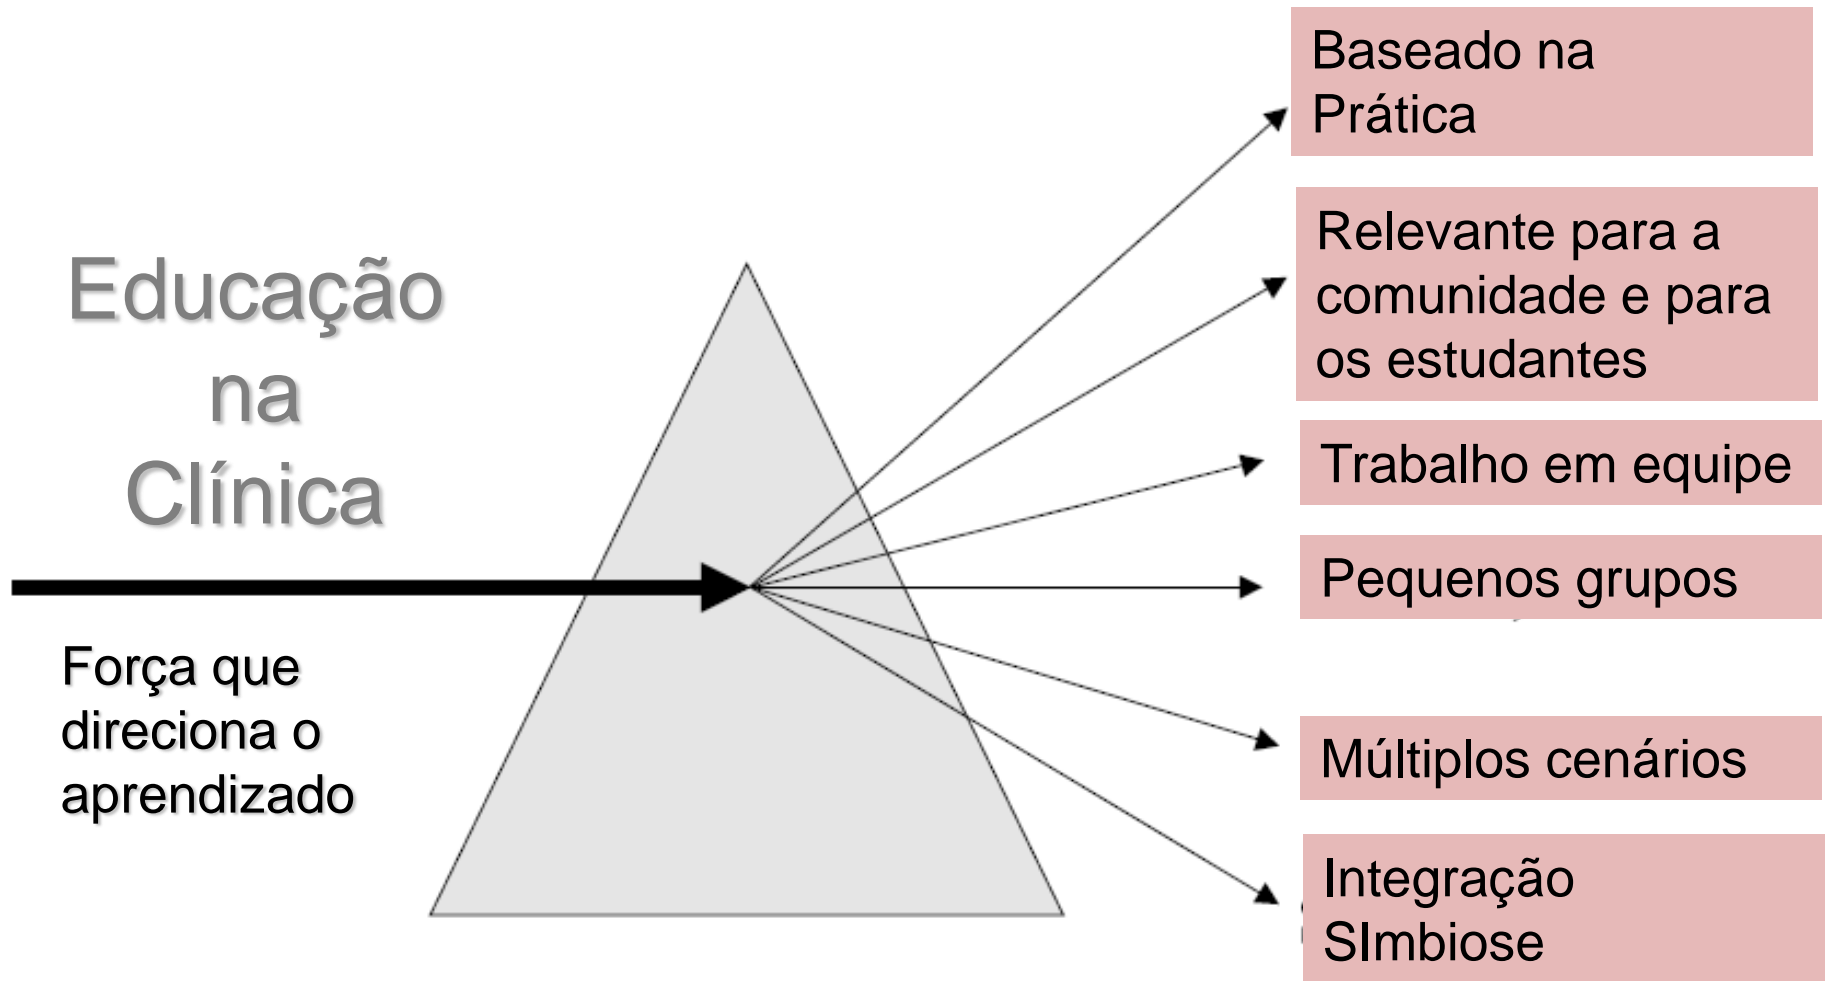 Educação
na
Clínica
Força que
direciona o
aprendizado
Baseado na
Prática
Relevante para a
comunidade e para
os estudantes
Trabalho em equipe
Pequenos grupos
Múltiplos cenários
Integração
SImbiose